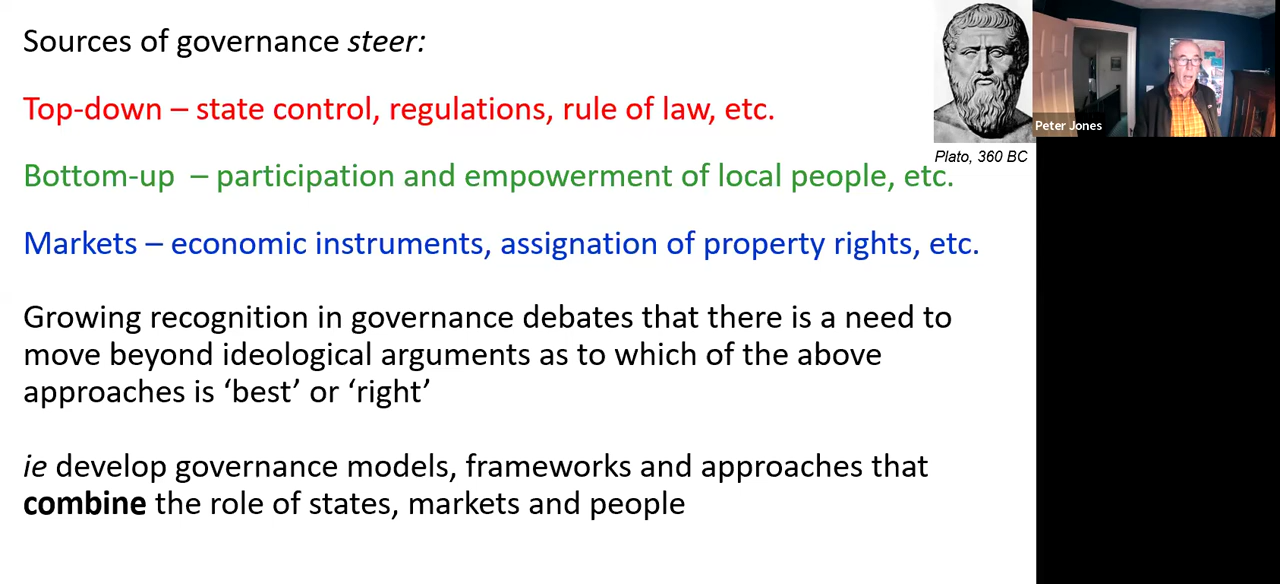 Sources of governance steer:
Top-down – state control, regulations, rule of law, etc.
Peter Jones
Plato, 360 BC
Bottom-up – participation and empowerment of local people, etc.
Markets – economic instruments, assignation of property rights, etc.
Growing recognition in governance debates that there is a need to
move beyond ideological arguments as to which of the above
approaches is ‘best’ or ‘right’
ie develop governance models, frameworks and approaches that
combine the role of states, markets and people